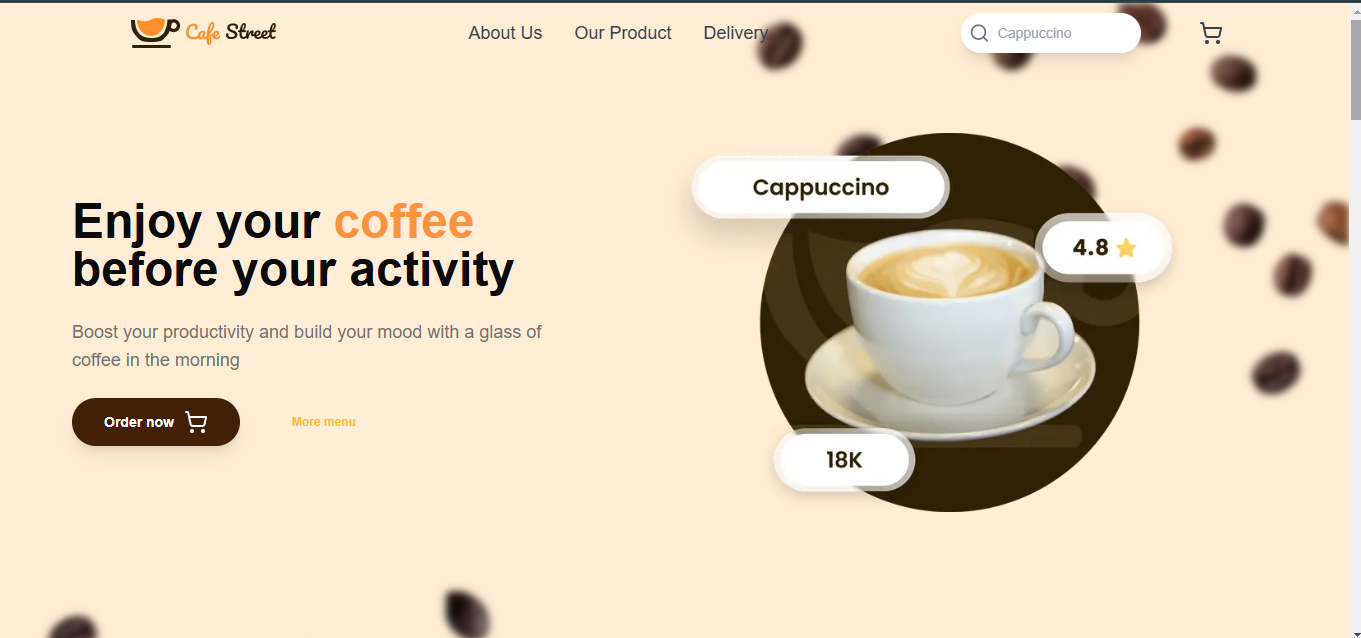 Cafe Street
About Us
Our Product
Delivery
Cappuccino
Enjoy your coffee
before your activity
Boost your productivity and build your mood with a glass of
coffee in the morning
Order now
More menu
Cappuccino
4.8
18K